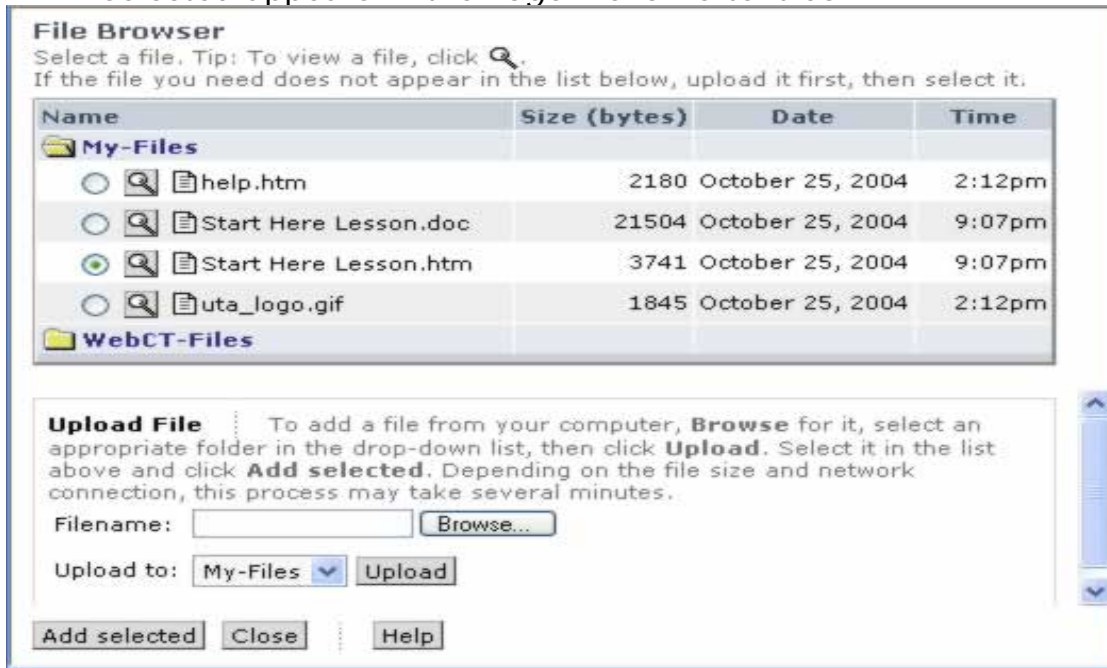 File Browser
Select a file. Tip: To view a file, click .
If the file you need does not appear in the list below, upload it first, then select it.
Name Size (bytes) Date Time
My-Files
help.htm 2180 October 25, 2004 2:12pm
Start Here Lesson.doc 21504 October 25, 2004 9:07pm
Start Here Lesson.htm 3741 October 25, 2004 9:07pm
uta_logo.gif 1845 October 25, 2004 2:12pm
WebCT-Files
Upload File To add a file from your computer, Browse for it, select an
appropriate folder in the drop-down list, then click Upload. Select it in the list
above and click Add selected. Depending on the file size and network
connection, this process may take several minutes.
Filename: Browse...
Upload to: My-Files Upload
Add selected Close Help